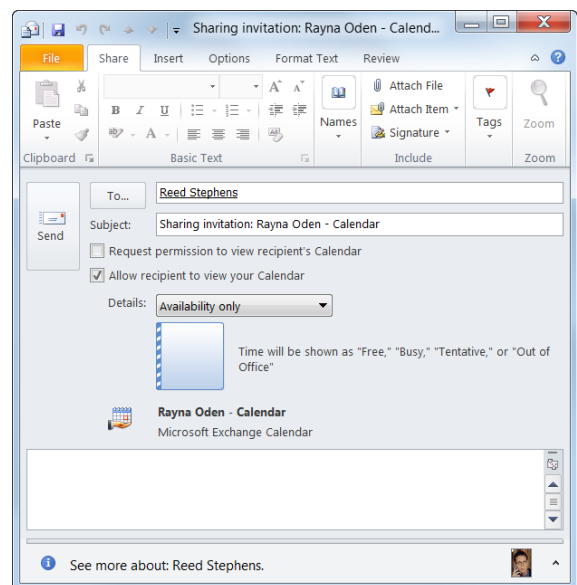 Sharing invitation: Rayna Oden - Calend...
File Share Insert Options Format Text Review
Paste
B I U
A A
ab A
Names
Attach File
Attach Item
Signature
Tags
Zoom
Clipboard Basic Text Include Zoom
Send
To... Reed Stephens
Subject: Sharing invitation: Rayna Oden - Calendar
Request permission to view recipient's Calendar
Allow recipient to view your Calendar
Details: Availability only
Time will be shown as "Free," "Busy," "Tentative," or "Out of
Office"
Rayna Oden - Calendar
Microsoft Exchange Calendar
See more about: Reed Stephens.